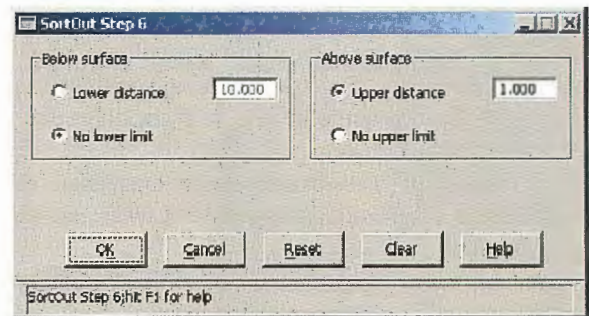 SortOut Step 6
Below surface
Lower distance 10.000
No lower limit
Above surface
Upper distance 1.000
No upper limit
OK Cancel Reset Clear Help
SortOut Step 6;hit F1 for help